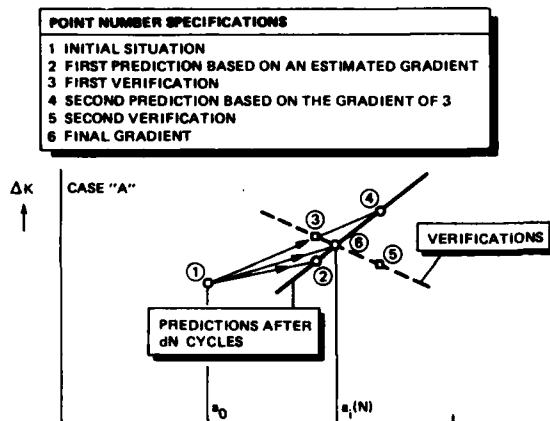 POINT NUMBER SPECIFICATIONS
1 INITIAL SITUATION
2 FIRST PREDICTION BASED ON AN ESTIMATED GRADIENT
3 FIRST VERIFICATION
4 SECOND PREDICTION BASED ON THE GRADIENT OF 3
5 SECOND VERIFICATION
6 FINAL GRADIENT
ΔK
CASE "A"
4
3
6
5
VERIFICATIONS
1
2
PREDICTIONS AFTER
dN CYCLES
a0
ai(N)